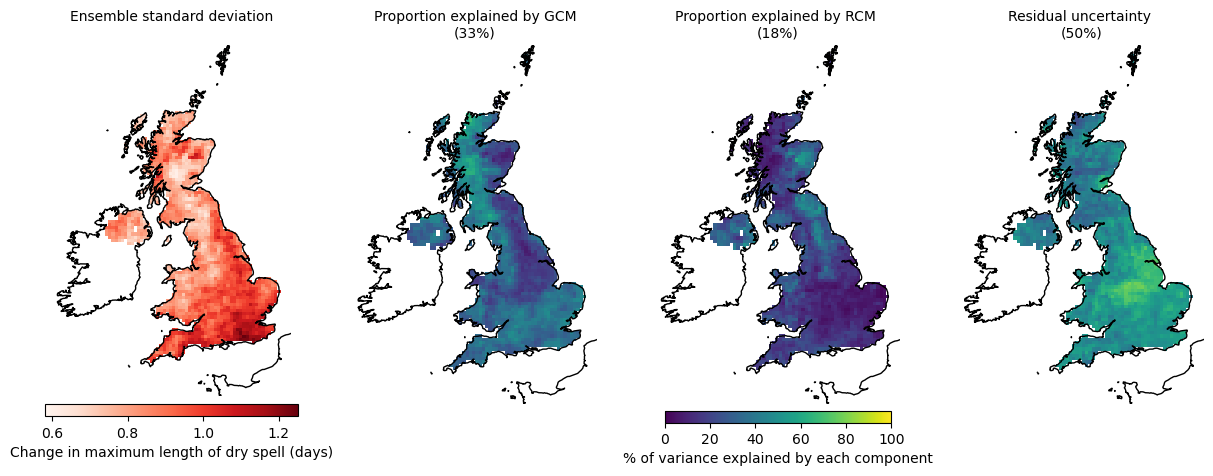 Ensemble standard deviation
Proportion explained by GCM
(33%)
Proportion explained by RCM
(18%)
Residual uncertainty
(50%)
0.6 0.8 1.0 1.2
Change in maximum length of dry spell (days)
0 20 40 60 80 100
% of variance explained by each component